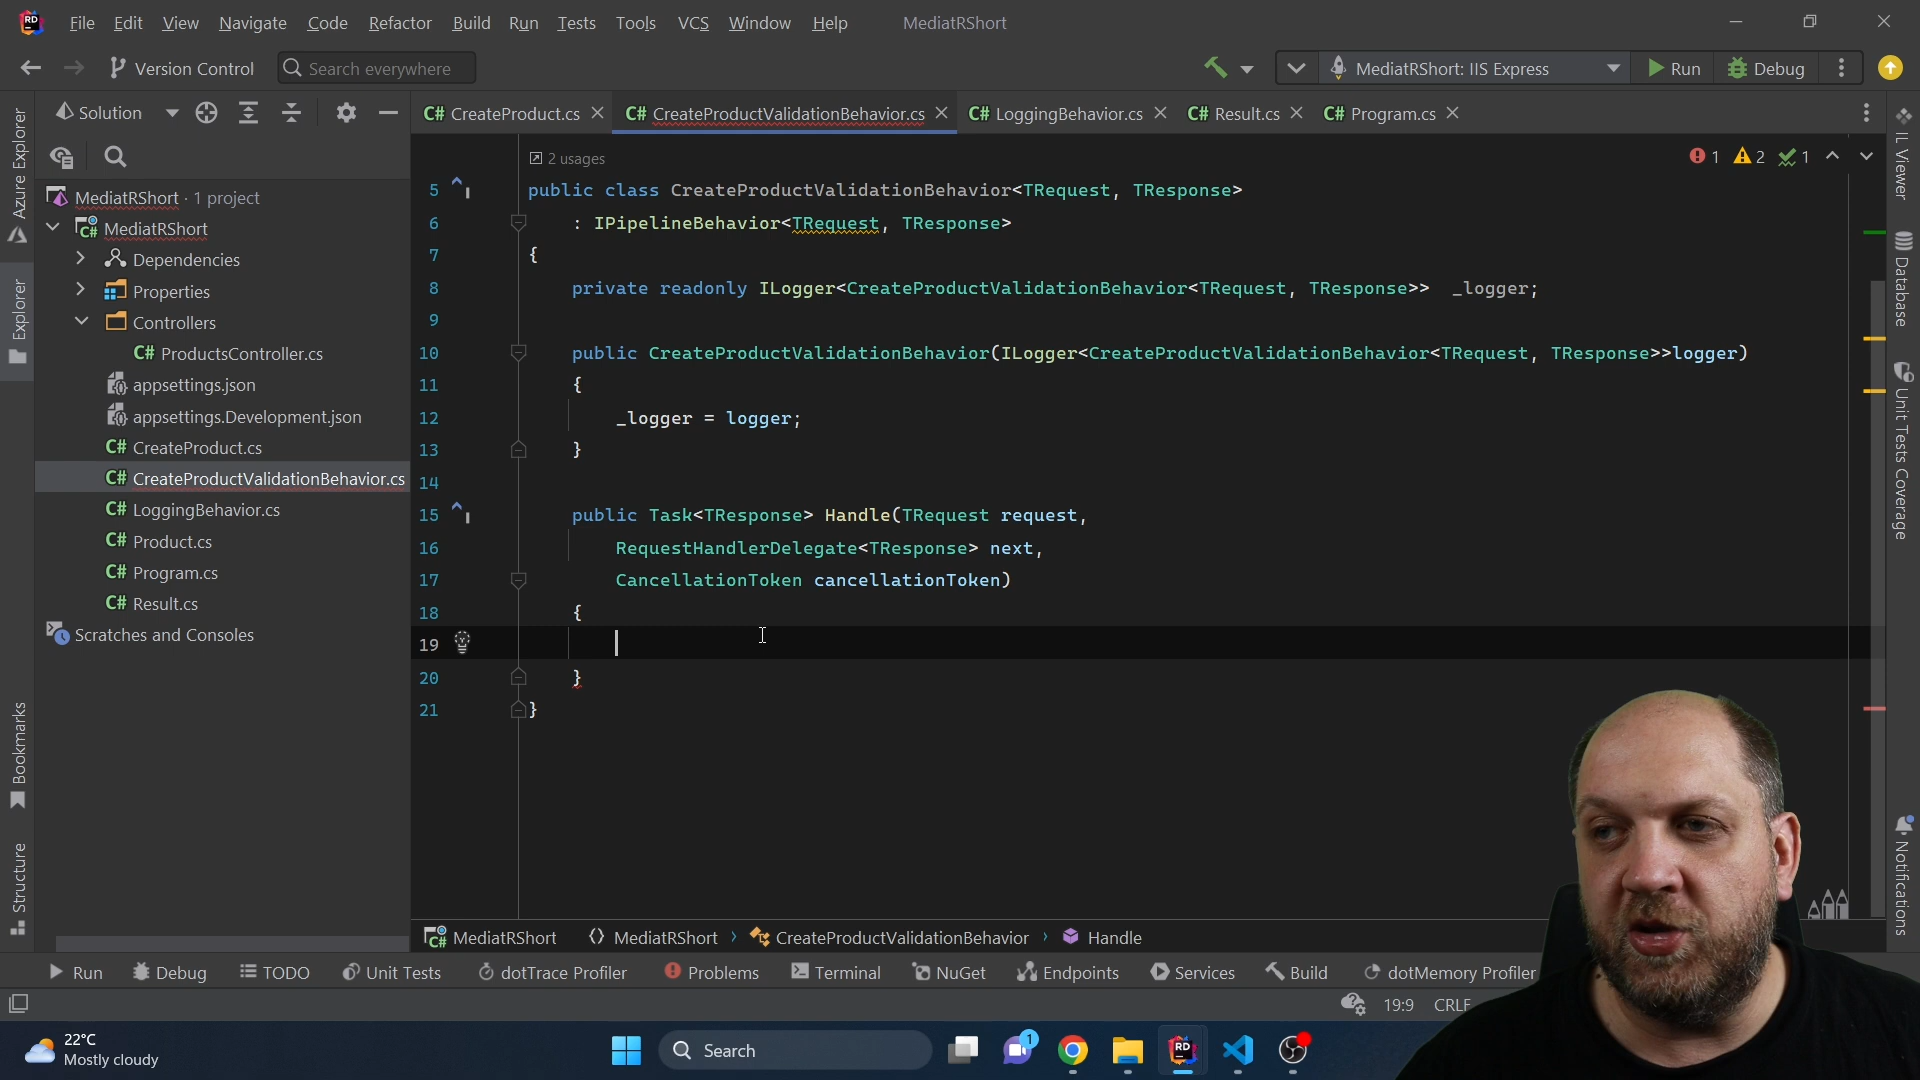 RD File Edit View Navigate Code Refactor Build Run Tests Tools VCS Window Help MediatRShort
Version Control Search everywhere MediatRShort: IIS Express Run Debug
Solution
C# CreateProduct.cs C# CreateProductValidationBehavior.cs C# LoggingBehavior.cs C# Result.cs C# Program.cs
Azure Explorer
Explorer
Bookmarks
Structure
MediatRShort · 1 project
C# MediatRShort
Dependencies
Properties
Controllers
C# ProductsController.cs
appsettings.json
appsettings.Development.json
C# CreateProduct.cs
C# CreateProductValidationBehavior.cs
C# LoggingBehavior.cs
C# Product.cs
C# Program.cs
C# Result.cs
Scratches and Consoles
2 usages
1 2 1
5 public class CreateProductValidationBehavior<TRequest, TResponse>
6 : IPipelineBehavior<TRequest, TResponse>
7 {
8 private readonly ILogger<CreateProductValidationBehavior<TRequest, TResponse>> _logger;
9
10 public CreateProductValidationBehavior(ILogger<CreateProductValidationBehavior<TRequest, TResponse>>logger)
11 {
12 _logger = logger;
13 }
14
15 public Task<TResponse> Handle(TRequest request,
16 RequestHandlerDelegate<TResponse> next,
17 CancellationToken cancellationToken)
18 {
19
20 }
21 }
IL Viewer
Database
Unit Tests Coverage
Notifications
C# MediatRShort MediatRShort CreateProductValidationBehavior Handle
Run Debug TODO Unit Tests dotTrace Profiler Problems Terminal NuGet Endpoints Services Build dotMemory Profiler
19:9 CRLF
22°C
Mostly cloudy
Search
1
RD